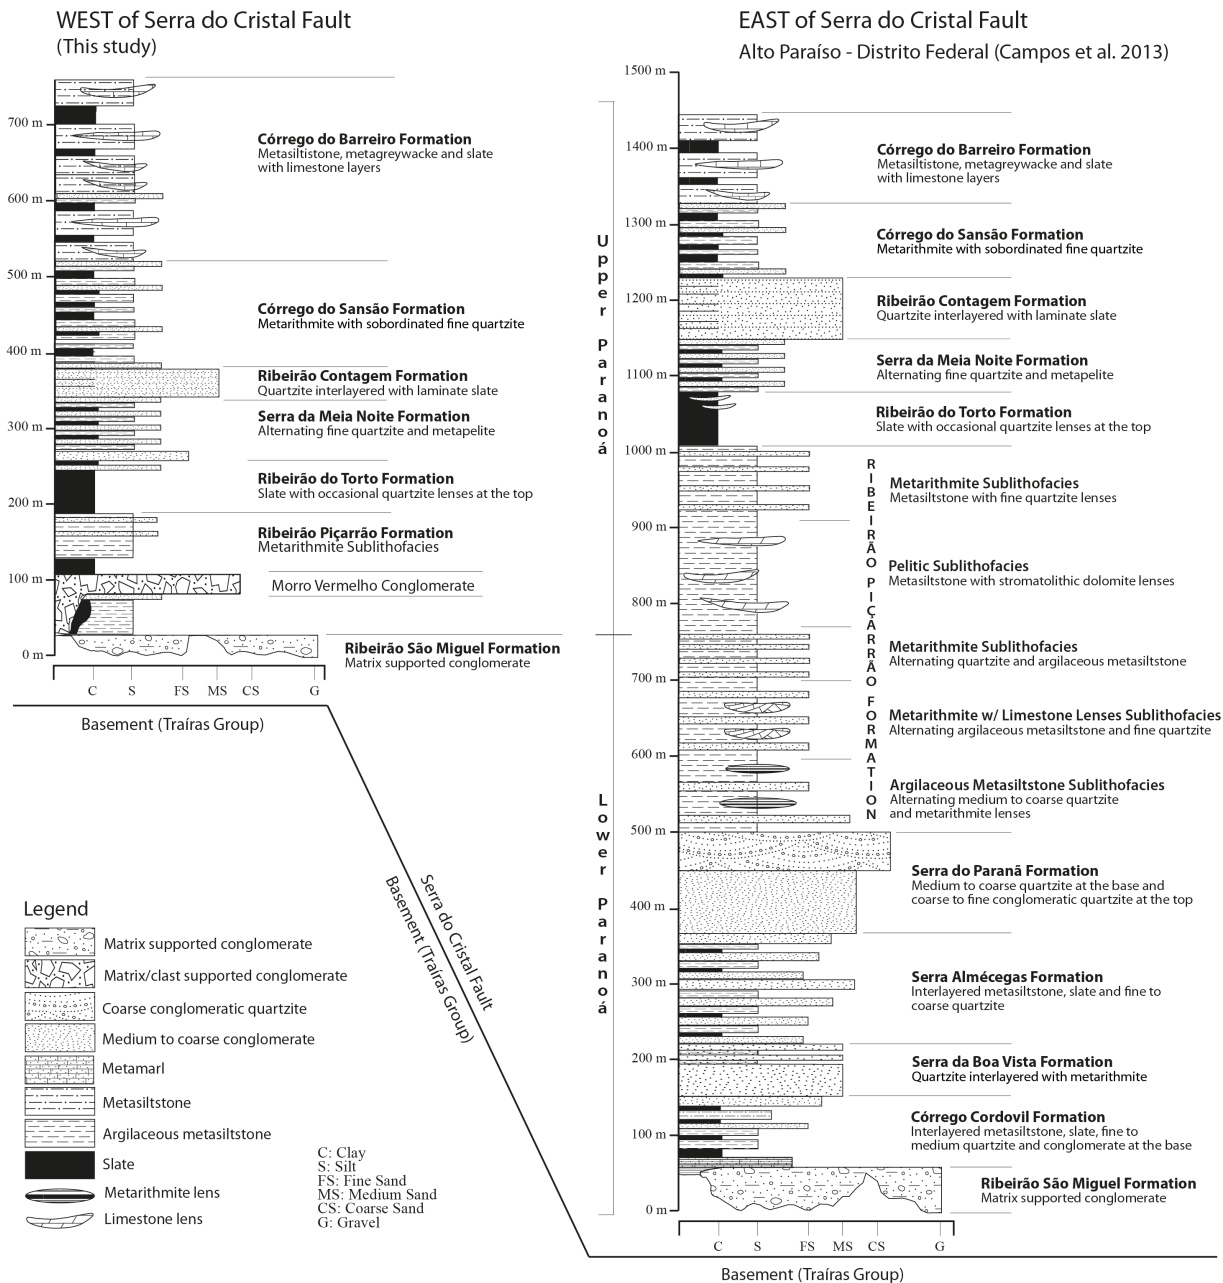 WEST of Serra do Cristal Fault
(This study)
700 m
600 m
500 m
400 m
300 m
200 m
100 m
0 m
C S FS MS CS G
Córrego do Barreiro Formation
Metasiltistone, metagreywacke and slate
with limestone layers
Córrego do Sansão Formation
Metarithmite with sobordinated fine quartzite
Ribeirão Contagem Formation
Quartzite interlayered with laminate slate
Serra da Meia Noite Formation
Alternating fine quartzite and metapelite
Ribeirão do Torto Formation
Slate with occasional quartzite lenses at the top
Ribeirão Piçarrão Formation
Metarithmite Sublithofacies
Morro Vermelho Conglomerate
Ribeirão São Miguel Formation
Matrix supported conglomerate
Basement (Traíras Group)
Upper Paranoá
Lower Paranoá
Serra do Cristal Fault
Basement (Traíras Group)
EAST of Serra do Cristal Fault
Alto Paraíso - Distrito Federal (Campos et al. 2013)
1500 m
1400 m
1300 m
1200 m
1100 m
1000 m
900 m
800 m
700 m
600 m
500 m
400 m
300 m
200 m
100 m
0 m
C S FS MS CS G
Córrego do Barreiro Formation
Metasiltistone, metagreywacke and slate
with limestone layers
Córrego do Sansão Formation
Metarithmite with sobordinated fine quartzite
Ribeirão Contagem Formation
Quartzite interlayered with laminate slate
Serra da Meia Noite Formation
Alternating fine quartzite and metapelite
Ribeirão do Torto Formation
Slate with occasional quartzite lenses at the top
RIBEIRÃO PIÇARRÃO FORMATION
Metarithmite Sublithofacies
Metasiltstone with fine quartzite lenses
Pelitic Sublithofacies
Metasiltstone with stromatolithic dolomite lenses
Metarithmite Sublithofacies
Alternating quartzite and argilaceous metasiltstone
Metarithmite w/ Limestone Lenses Sublithofacies
Alternating argilaceous metasiltstone and fine quartzite
Argilaceous Metasiltstone Sublithofacies
Alternating medium to coarse quartzite
and metarithmite lenses
Serra do Paranã Formation
Medium to coarse quartzite at the base and
coarse to fine conglomeratic quartzite at the top
Serra Almécegas Formation
Interlayered metasiltstone, slate and fine to
coarse quartzite
Serra da Boa Vista Formation
Quartzite interlayered with metarithmite
Córrego Cordovil Formation
Interlayered metasiltstone, slate, fine to
medium quartzite and conglomerate at the base
Ribeirão São Miguel Formation
Matrix supported conglomerate
Basement (Traíras Group)
Legend
Matrix supported conglomerate
Matrix/clast supported conglomerate
Coarse conglomeratic quartzite
Medium to coarse conglomerate
Metamarl
Metasiltstone
Argilaceous metasiltstone
Slate
Metarithmite lens
Limestone lens
C: Clay
S: Silt
FS: Fine Sand
MS: Medium Sand
CS: Coarse Sand
G: Gravel